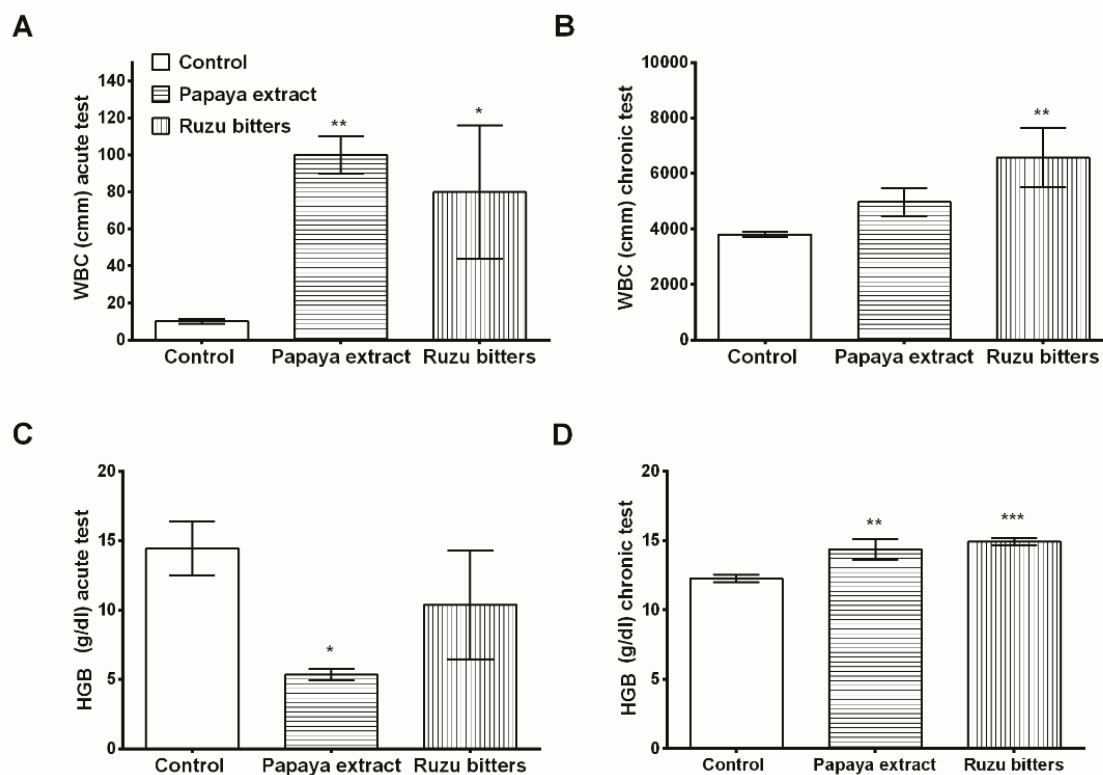 A
WBC (cmm) acute test
140
120
100
80
60
40
20
0
Control
Papaya extract
Ruzu bitters
**
*
Control Papaya extract Ruzu bitters
B
WBC (cmm) chronic test
10000
8000
6000
4000
2000
0
**
Control Papaya extract Ruzu bitters
C
HGB (g/dl) acute test
20
15
10
5
0
*
Control Papaya extract Ruzu bitters
D
HGB (g/dl) chronic test
20
15
10
5
0
**
***
Control Papaya extract Ruzu bitters